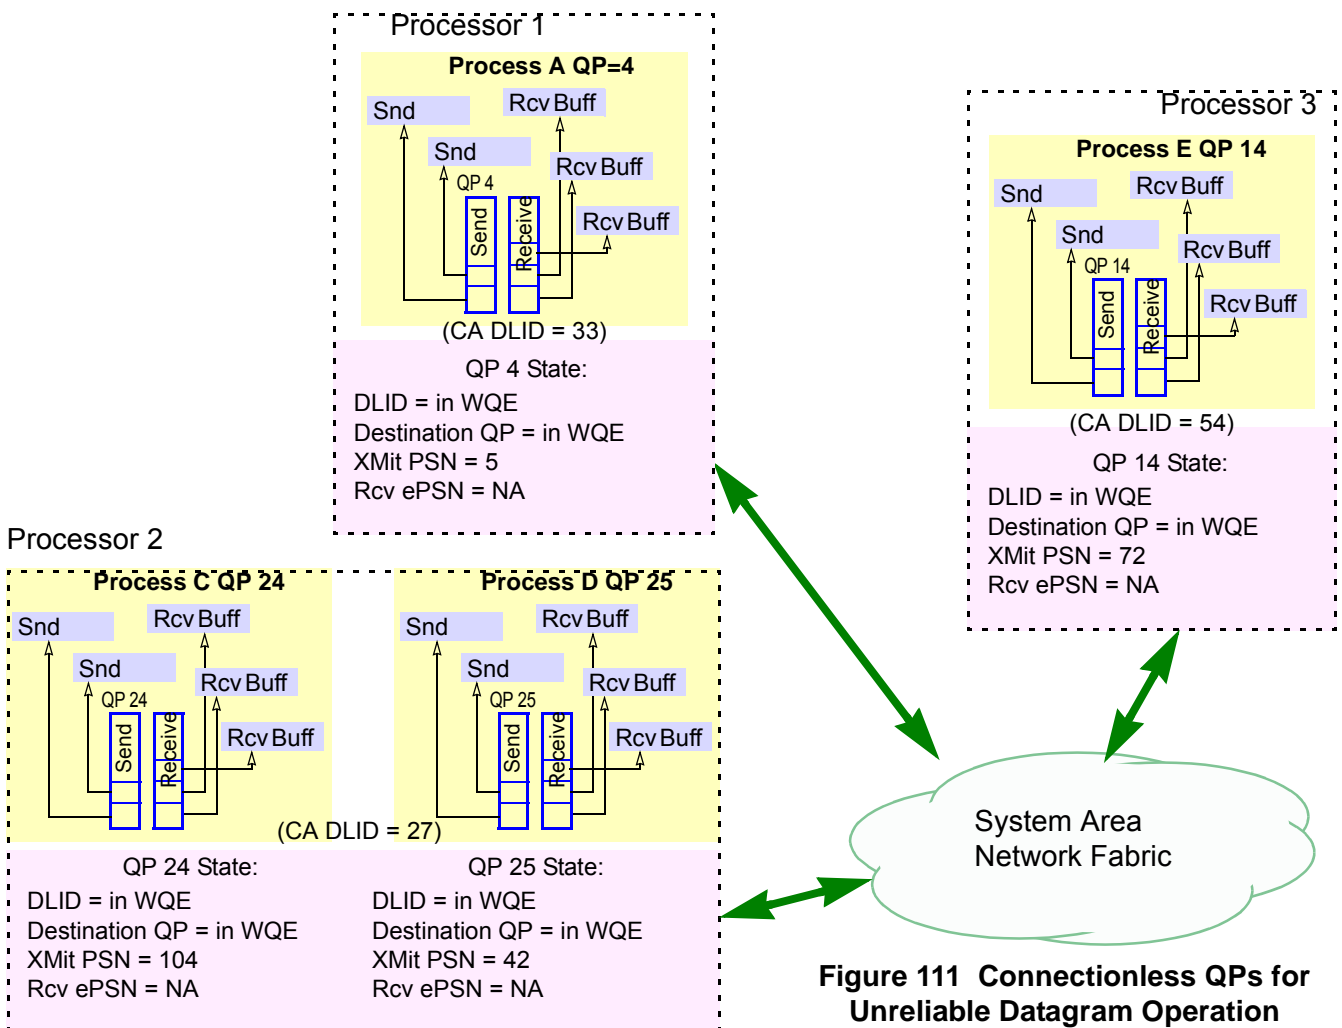 Processor 1
Process A QP=4
Snd
Rcv Buff
Snd
Rcv Buff
QP 4
Rcv Buff
Send
Receive
(CA DLID = 33)
QP 4 State:
DLID = in WQE
Destination QP = in WQE
XMit PSN = 5
Rcv ePSN = NA
Processor 3
Process E QP 14
Snd
Rcv Buff
Snd
Rcv Buff
QP 14
Rcv Buff
Send
Receive
(CA DLID = 54)
QP 14 State:
DLID = in WQE
Destination QP = in WQE
XMit PSN = 72
Rcv ePSN = NA
Processor 2
Process C QP 24
Snd
Rcv Buff
Snd
Rcv Buff
QP 24
Rcv Buff
Send
Receive
Process D QP 25
Snd
Rcv Buff
Snd
Rcv Buff
QP 25
Rcv Buff
Send
Receive
(CA DLID = 27)
QP 24 State:
DLID = in WQE
Destination QP = in WQE
XMit PSN = 104
Rcv ePSN = NA
QP 25 State:
DLID = in WQE
Destination QP = in WQE
XMit PSN = 42
Rcv ePSN = NA
System Area
Network Fabric
Figure 111 Connectionless QPs for
Unreliable Datagram Operation